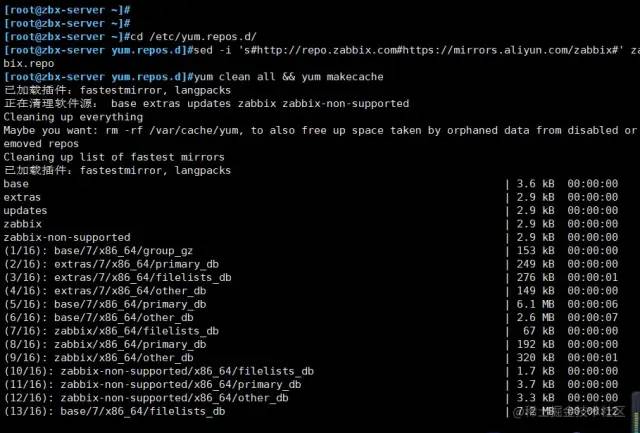 [root@zbx-server ~]#
[root@zbx-server ~]#
[root@zbx-server ~]#cd /etc/yum.repos.d/
[root@zbx-server yum.repos.d]#sed -i 's#http://repo.zabbix.com#https://mirrors.aliyun.com/zabbix#' za
bix.repo
[root@zbx-server yum.repos.d]#yum clean all && yum makecache
已加载插件：fastestmirror, langpacks
正在清理软件源： base extras updates zabbix zabbix-non-supported
Cleaning up everything
Maybe you want: rm -rf /var/cache/yum, to also free up space taken by orphaned data from disabled or
emoved repos
Cleaning up list of fastest mirrors
已加载插件：fastestmirror, langpacks
base | 3.6 kB 00:00:00
extras | 2.9 kB 00:00:00
updates | 2.9 kB 00:00:00
zabbix | 2.9 kB 00:00:00
zabbix-non-supported | 2.9 kB 00:00:00
(1/16): base/7/x86_64/group_gz | 153 kB 00:00:00
(2/16): extras/7/x86_64/primary_db | 249 kB 00:00:00
(3/16): extras/7/x86_64/filelists_db | 276 kB 00:00:01
(4/16): extras/7/x86_64/other_db | 149 kB 00:00:00
(5/16): base/7/x86_64/primary_db | 6.1 MB 00:00:06
(6/16): base/7/x86_64/other_db | 2.6 MB 00:00:07
(7/16): zabbix/x86_64/filelists_db | 67 kB 00:00:00
(8/16): zabbix/x86_64/primary_db | 192 kB 00:00:00
(9/16): zabbix/x86_64/other_db | 320 kB 00:00:01
(10/16): zabbix-non-supported/x86_64/filelists_db | 1.7 kB 00:00:00
(11/16): zabbix-non-supported/x86_64/primary_db | 3.7 kB 00:00:00
(12/16): zabbix-non-supported/x86_64/other_db | 3.3 kB 00:00:00
(13/16): base/7/x86_64/filelists_db | 7.2 MB 00:00:12
@稀土掘金技术社区